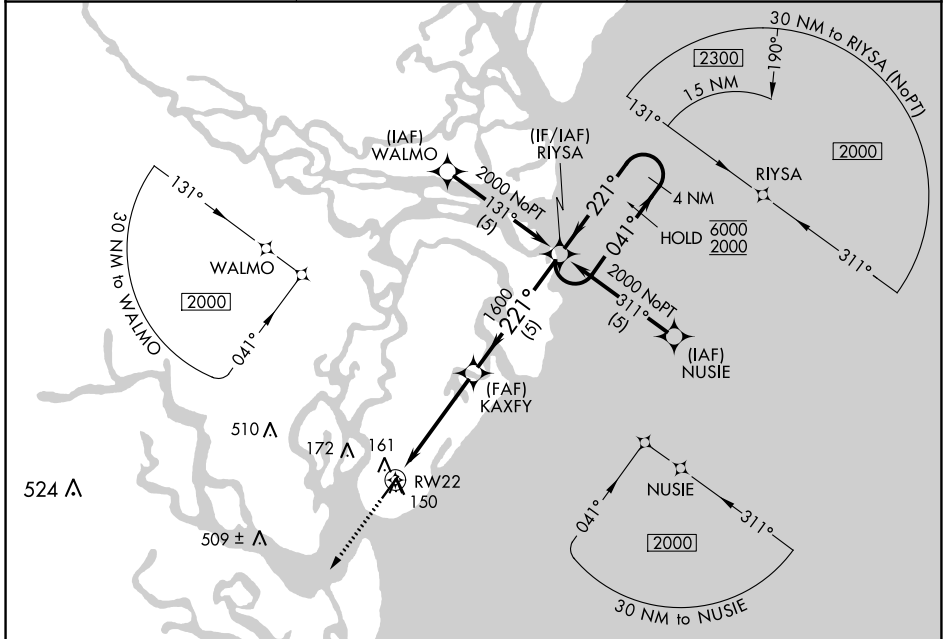 30 NM to RIYSA (NoPT)
2300
190°
15 NM
131°
2000
RIYSA
311°
(IAF)
WALMO
(IF/IAF)
RIYSA
2000 NoPT
131°
(5)
221°
4 NM
041°
HOLD
6000
2000
2000 NoPT
311°
(5)
(IAF)
NUSIE
131°
WALMO
2000
041°
30 NM to WALMO
1600
221°
(5)
(FAF)
KAXFY
510
172
161
RW22
150
524
509 ±
NUSIE
041°
311°
2000
30 NM to NUSIE